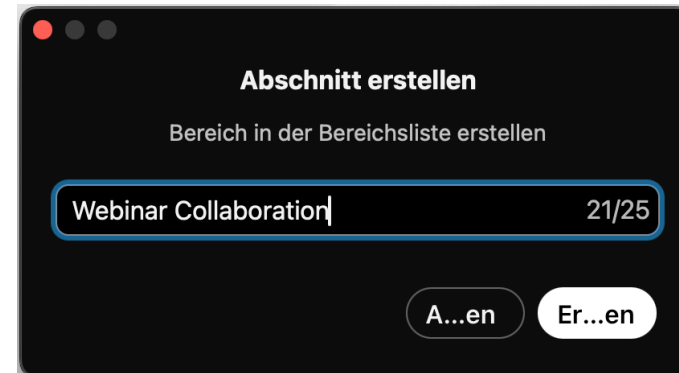 Abschnitt erstellen
Bereich in der Bereichsliste erstellen
Webinar Collaboration 21/25
A...en Er...en